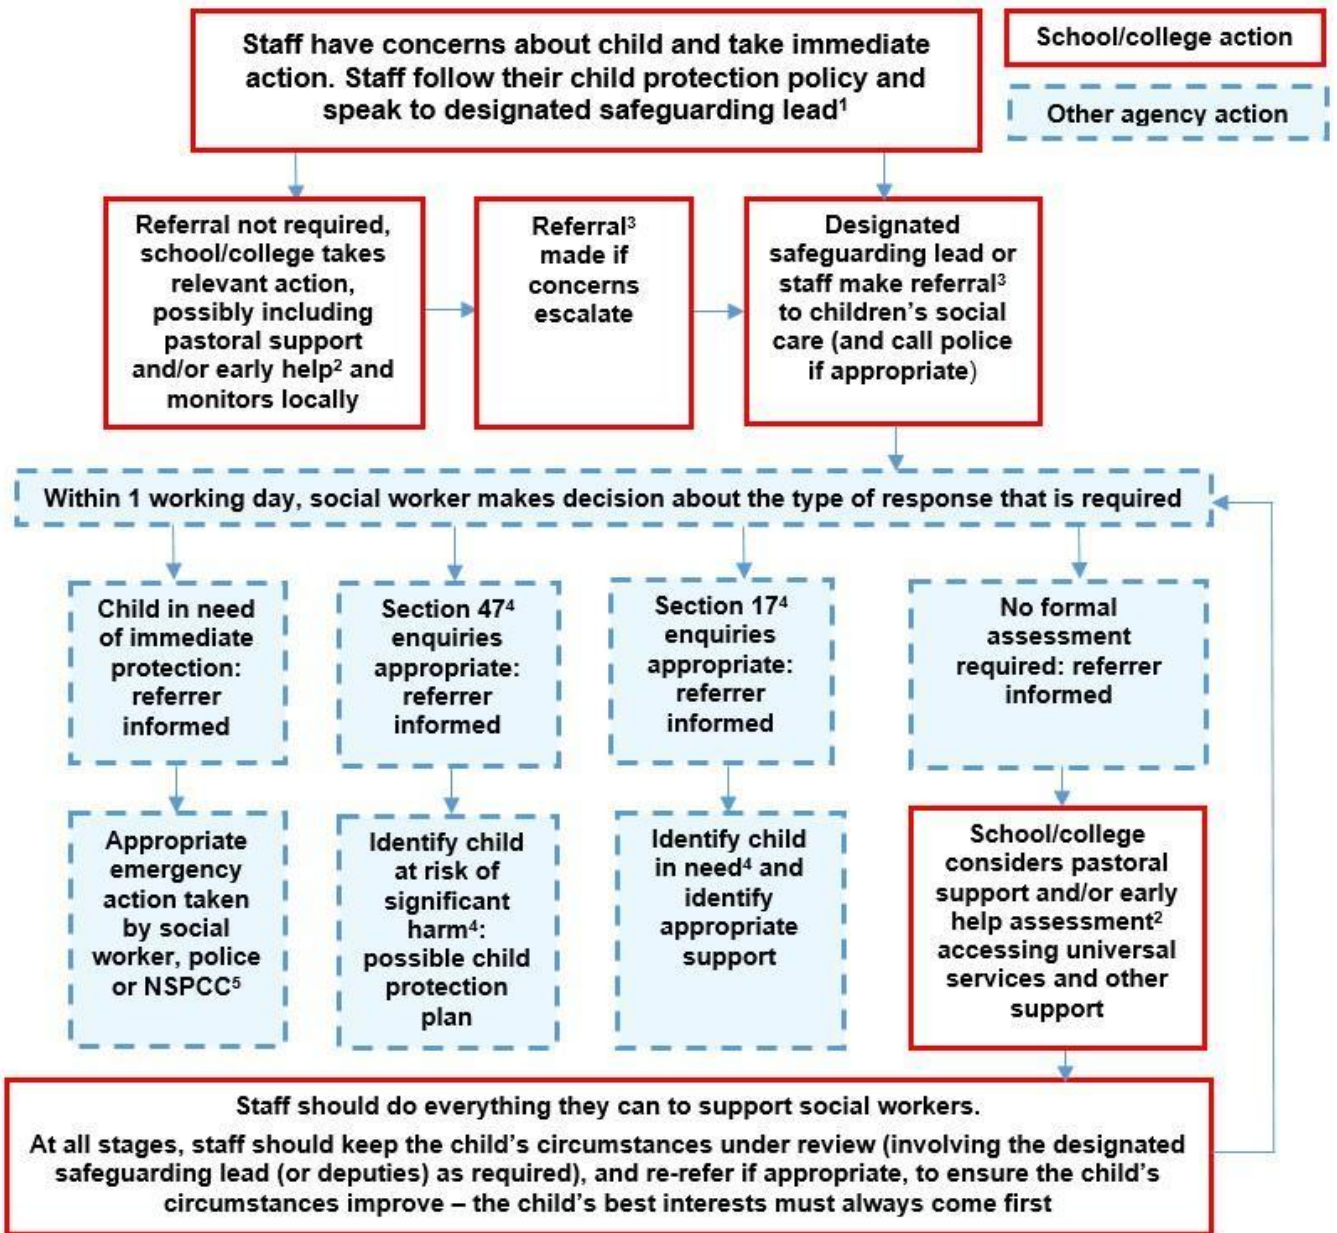 Staff have concerns about child and take immediate
action. Staff follow their child protection policy and
speak to designated safeguarding lead¹
School/college action
Other agency action
Referral not required,
school/college takes
relevant action,
possibly including
pastoral support
and/or early help² and
monitors locally
Referral³
made if
concerns
escalate
Designated
safeguarding lead or
staff make referral³
to children’s social
care (and call police
if appropriate)
Within 1 working day, social worker makes decision about the type of response that is required
Child in need
of immediate
protection:
referrer
informed
Section 47⁴
enquiries
appropriate:
referrer
informed
Section 17⁴
enquiries
appropriate:
referrer
informed
No formal
assessment
required: referrer
informed
Appropriate
emergency
action taken
by social
worker, police
or NSPCC⁵
Identify child
at risk of
significant
harm⁴:
possible child
protection
plan
Identify child
in need⁴ and
identify
appropriate
support
School/college
considers pastoral
support and/or early
help assessment²
accessing universal
services and other
support
Staff should do everything they can to support social workers.
At all stages, staff should keep the child’s circumstances under review (involving the designated
safeguarding lead (or deputies) as required), and re-refer if appropriate, to ensure the child’s
circumstances improve – the child’s best interests must always come first